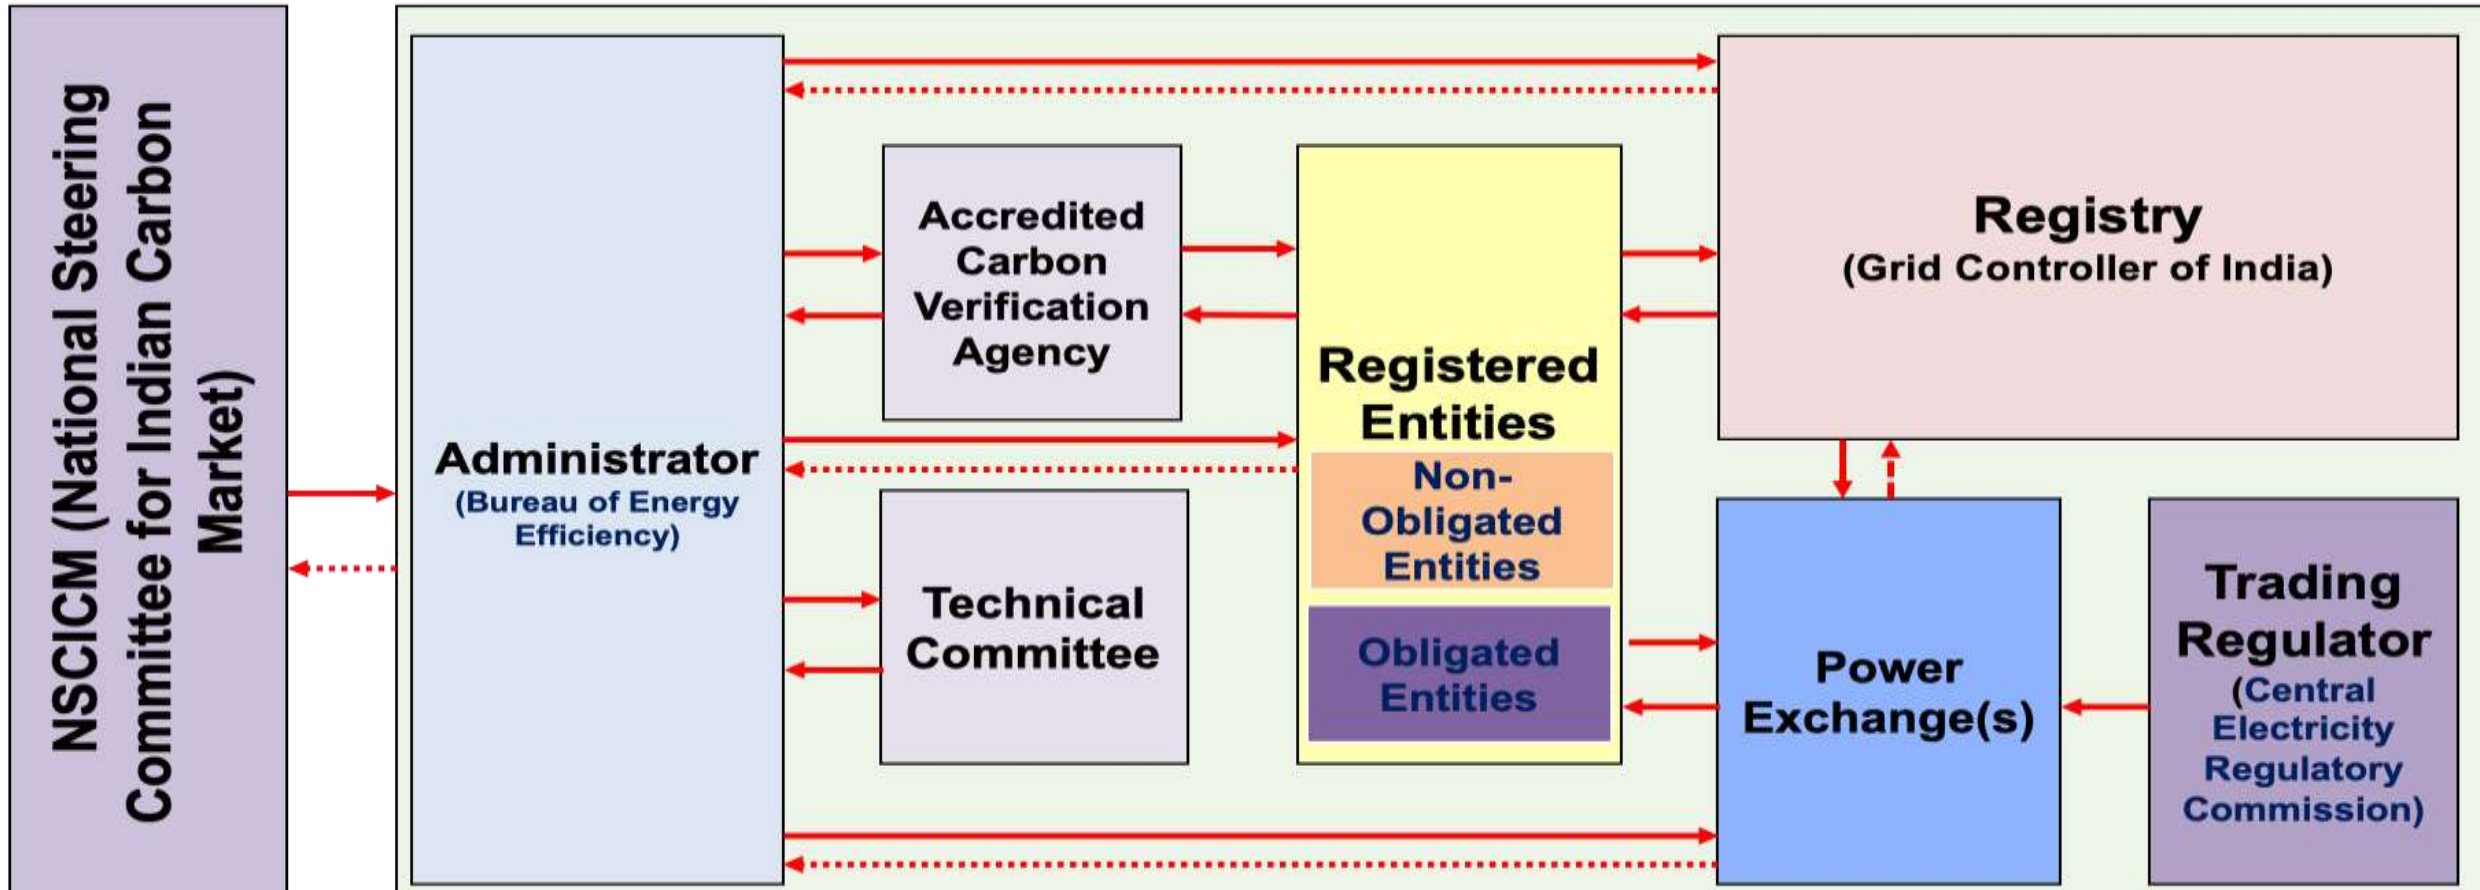 NSCICM (National Steering
Committee for Indian Carbon
Market)
Administrator
(Bureau of Energy
Efficiency)
Accredited
Carbon
Verification
Agency
Technical
Committee
Registered
Entities
Non-
Obligated
Entities
Obligated
Entities
Registry
(Grid Controller of India)
Power
Exchange(s)
Trading
Regulator
(Central
Electricity
Regulatory
Commission)